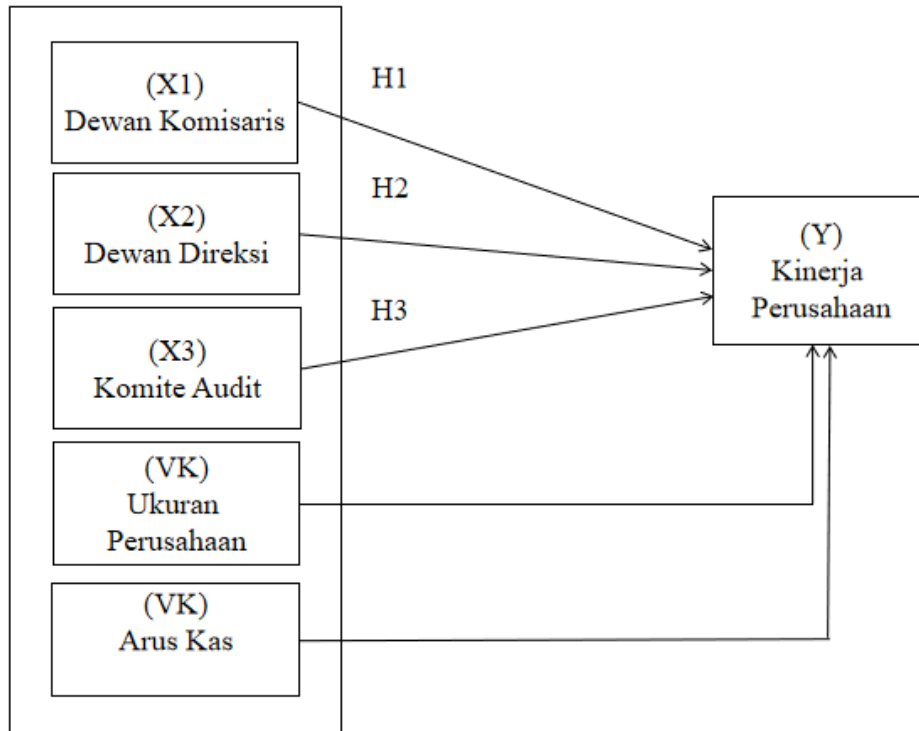 (X1)
Dewan Komisaris
H1
(X2)
Dewan Direksi
H2
(X3)
Komite Audit
H3
(VK)
Ukuran
Perusahaan
(VK)
Arus Kas
(Y)
Kinerja
Perusahaan